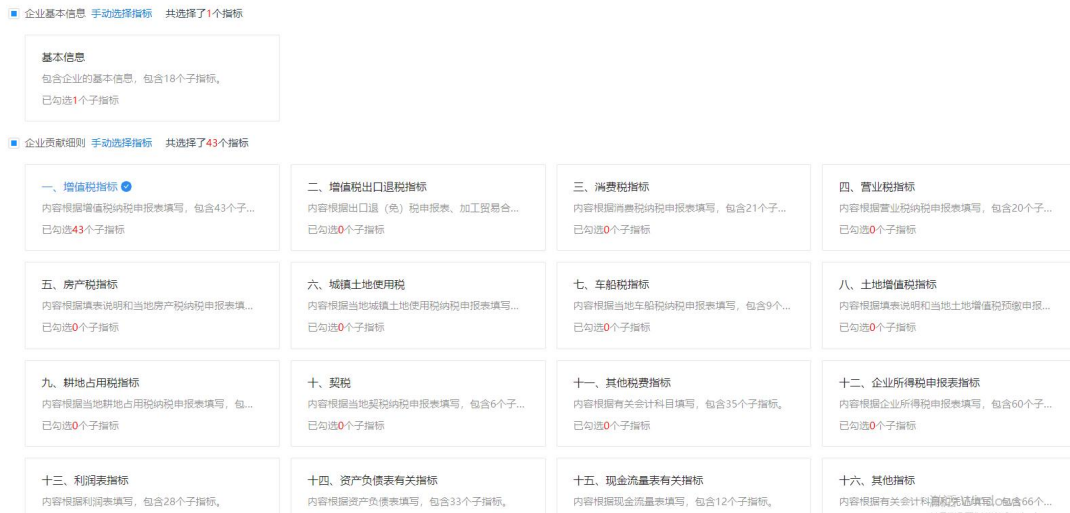 企业基本信息 手动选择指标 共选择了1个指标
基本信息
包含企业的基本信息，包含18个子指标。
已勾选1个子指标
企业贡献细则 手动选择指标 共选择了43个指标
一、增值税指标
内容根据增值税纳税申报表填写，包含43个子...
已勾选43个子指标
二、增值税出口退税指标
内容根据出口退（免）税申报表、加工贸易合...
已勾选0个子指标
三、消费税指标
内容根据消费税纳税申报表填写，包含21个子...
已勾选0个子指标
四、营业税指标
内容根据营业税纳税申报表填写，包含20个子...
已勾选0个子指标
五、房产税指标
内容根据填表说明和当地房产税纳税申报表填...
已勾选0个子指标
六、城镇土地使用税
内容根据当地城镇土地使用税纳税申报表填写...
已勾选0个子指标
七、车船税指标
内容根据当地车船税纳税申报表填写，包含9个...
已勾选0个子指标
八、土地增值税指标
内容根据填表说明和当地土地增值税预缴申报...
已勾选0个子指标
九、耕地占用税指标
内容根据当地耕地占用税纳税申报表填写，包...
已勾选0个子指标
十、契税
内容根据当地契税纳税申报表填写，包含6个子...
已勾选0个子指标
十一、其他税费指标
内容根据有关会计科目填写，包含35个子指标。
已勾选0个子指标
十二、企业所得税申报表指标
内容根据企业所得税申报表填写，包含60个子...
已勾选0个子指标
十三、利润表指标
内容根据利润表填写，包含28个子指标。
十四、资产负债表有关指标
内容根据资产负债表填写，包含33个子指标。
十五、现金流量表有关指标
内容根据现金流量表填写，包含12个子指标。
十六、其他指标
内容根据有关会计科目和凭证填写，包含66个...